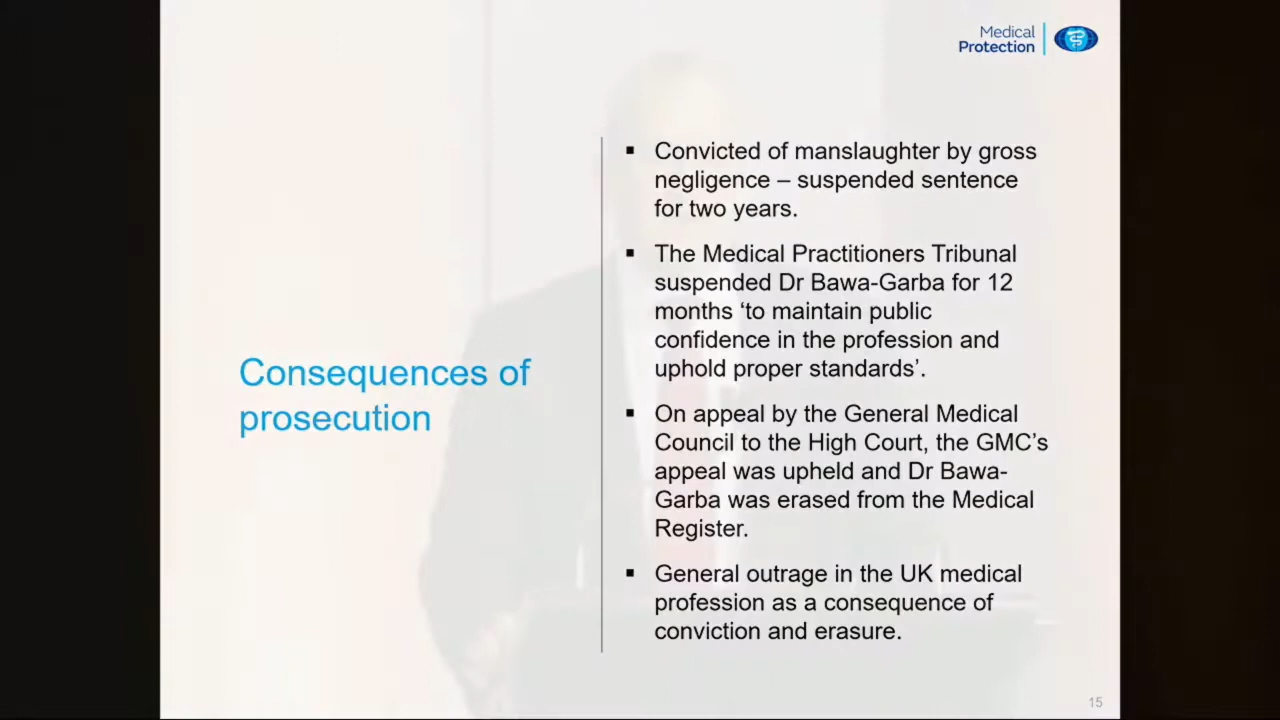 Medical
Protection
Consequences of
prosecution
▪ Convicted of manslaughter by gross
negligence – suspended sentence
for two years.
▪ The Medical Practitioners Tribunal
suspended Dr Bawa-Garba for 12
months ‘to maintain public
confidence in the profession and
uphold proper standards’.
▪ On appeal by the General Medical
Council to the High Court, the GMC’s
appeal was upheld and Dr Bawa-
Garba was erased from the Medical
Register.
▪ General outrage in the UK medical
profession as a consequence of
conviction and erasure.
15